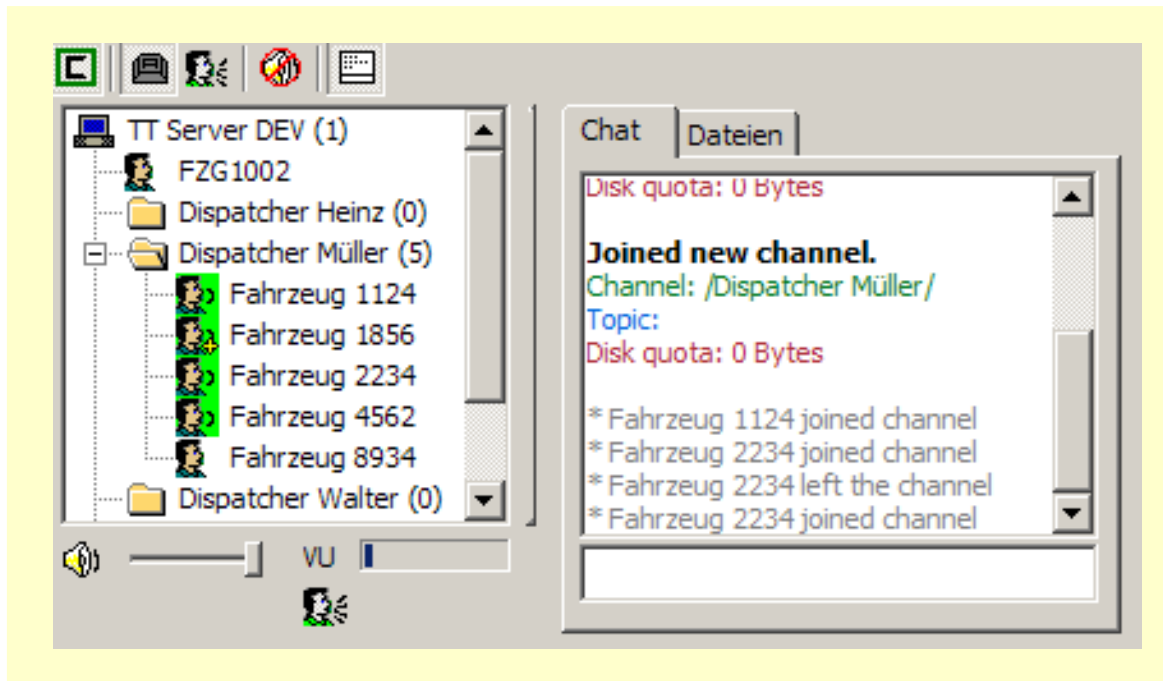 TT Server DEV (1)
FZG1002
Dispatcher Heinz (0)
Dispatcher Müller (5)
Fahrzeug 1124
Fahrzeug 1856
Fahrzeug 2234
Fahrzeug 4562
Fahrzeug 8934
Dispatcher Walter (0)
VU
Chat
Dateien
Disk quota: 0 Bytes
Joined new channel.
Channel: /Dispatcher Müller/
Topic:
Disk quota: 0 Bytes
* Fahrzeug 1124 joined channel
* Fahrzeug 2234 joined channel
* Fahrzeug 2234 left the channel
* Fahrzeug 2234 joined channel